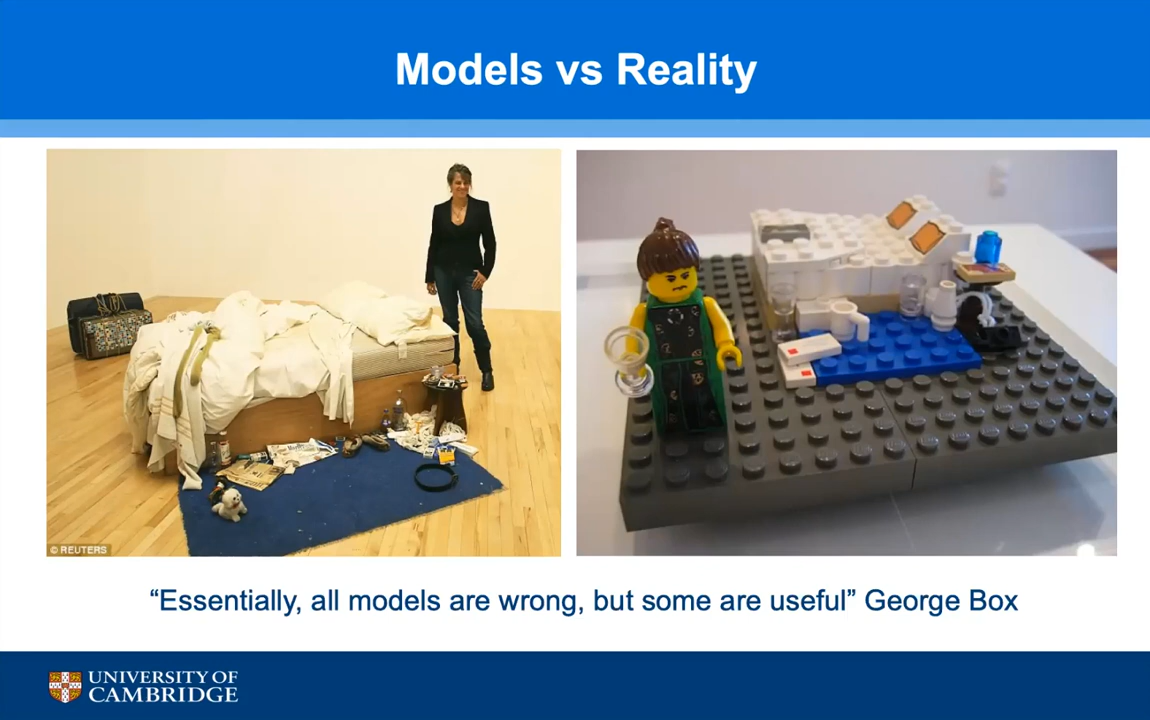 Models vs Reality
© REUTERS
“Essentially, all models are wrong, but some are useful” George Box
UNIVERSITY OF
CAMBRIDGE